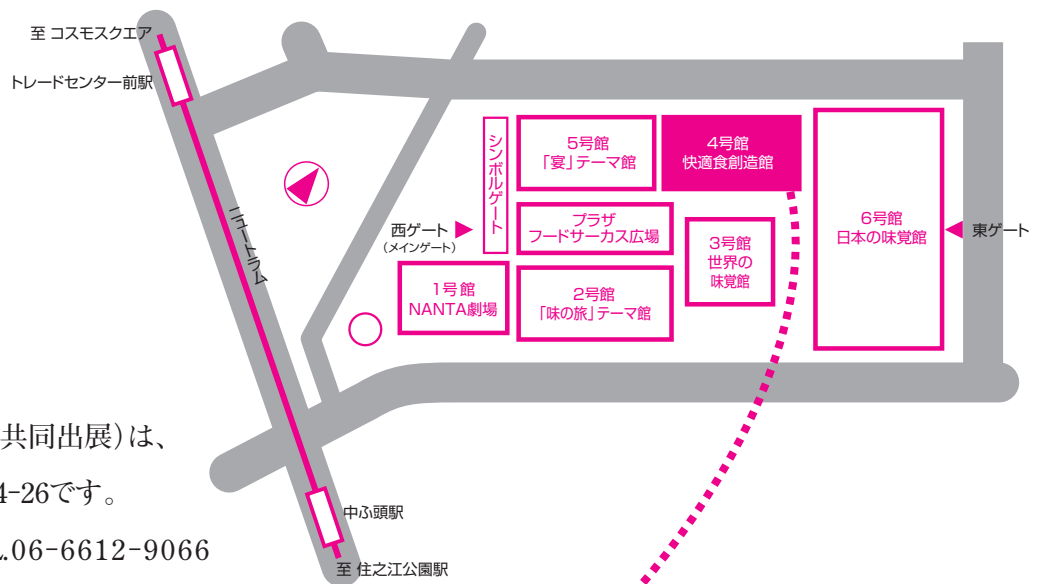 至 コスモスクエア
トレードセンター前駅
ニュートラム
シンボルゲート
5号館
「宴」テーマ館
4号館
快適食創造館
6号館
日本の味覚館
東ゲート
西ゲート
（メインゲート）
プラザ
フードサーカス広場
3号館
世界の
味覚館
1号館
NANTA劇場
2号館
「味の旅」テーマ館
共同出展）は、
4-26です。
.06-6612-9066
中ふ頭駅
至 住之江公園駅